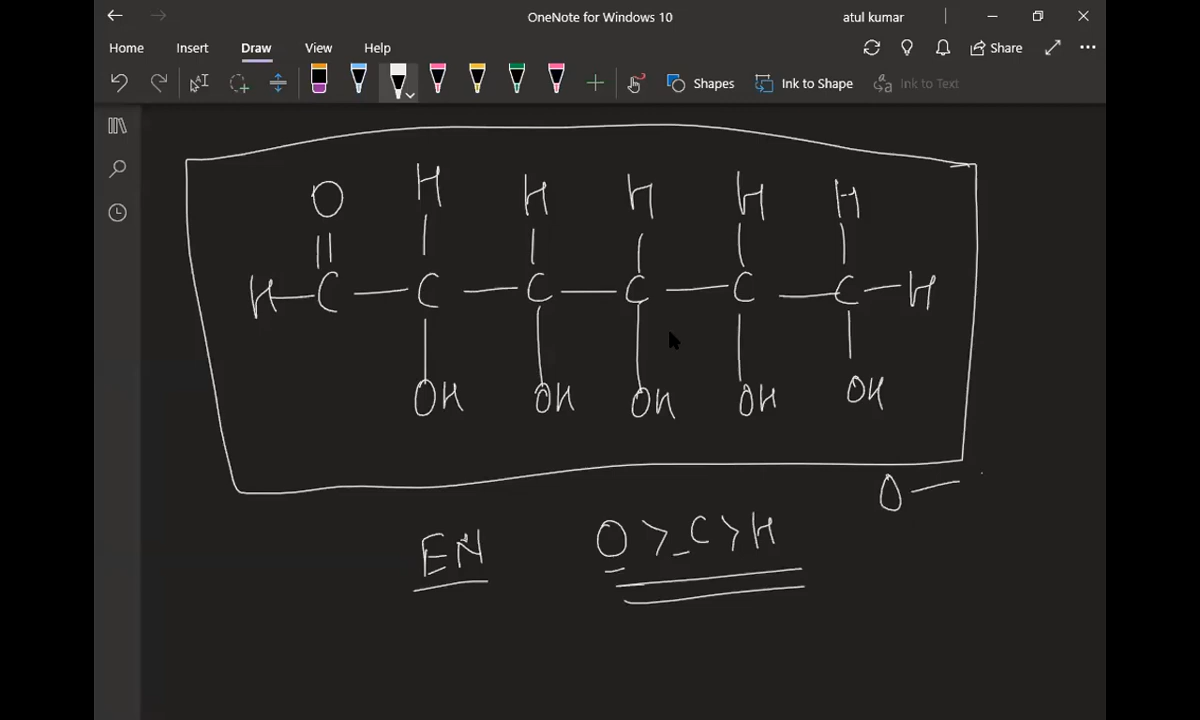 OneNote for Windows 10 atul kumar
Home Insert Draw View Help Share
Shapes Ink to Shape Ink to Text
O H H H H H
H-C-C-C-C-C-C-H
OH OH OH OH OH
O-
EN O > C > H